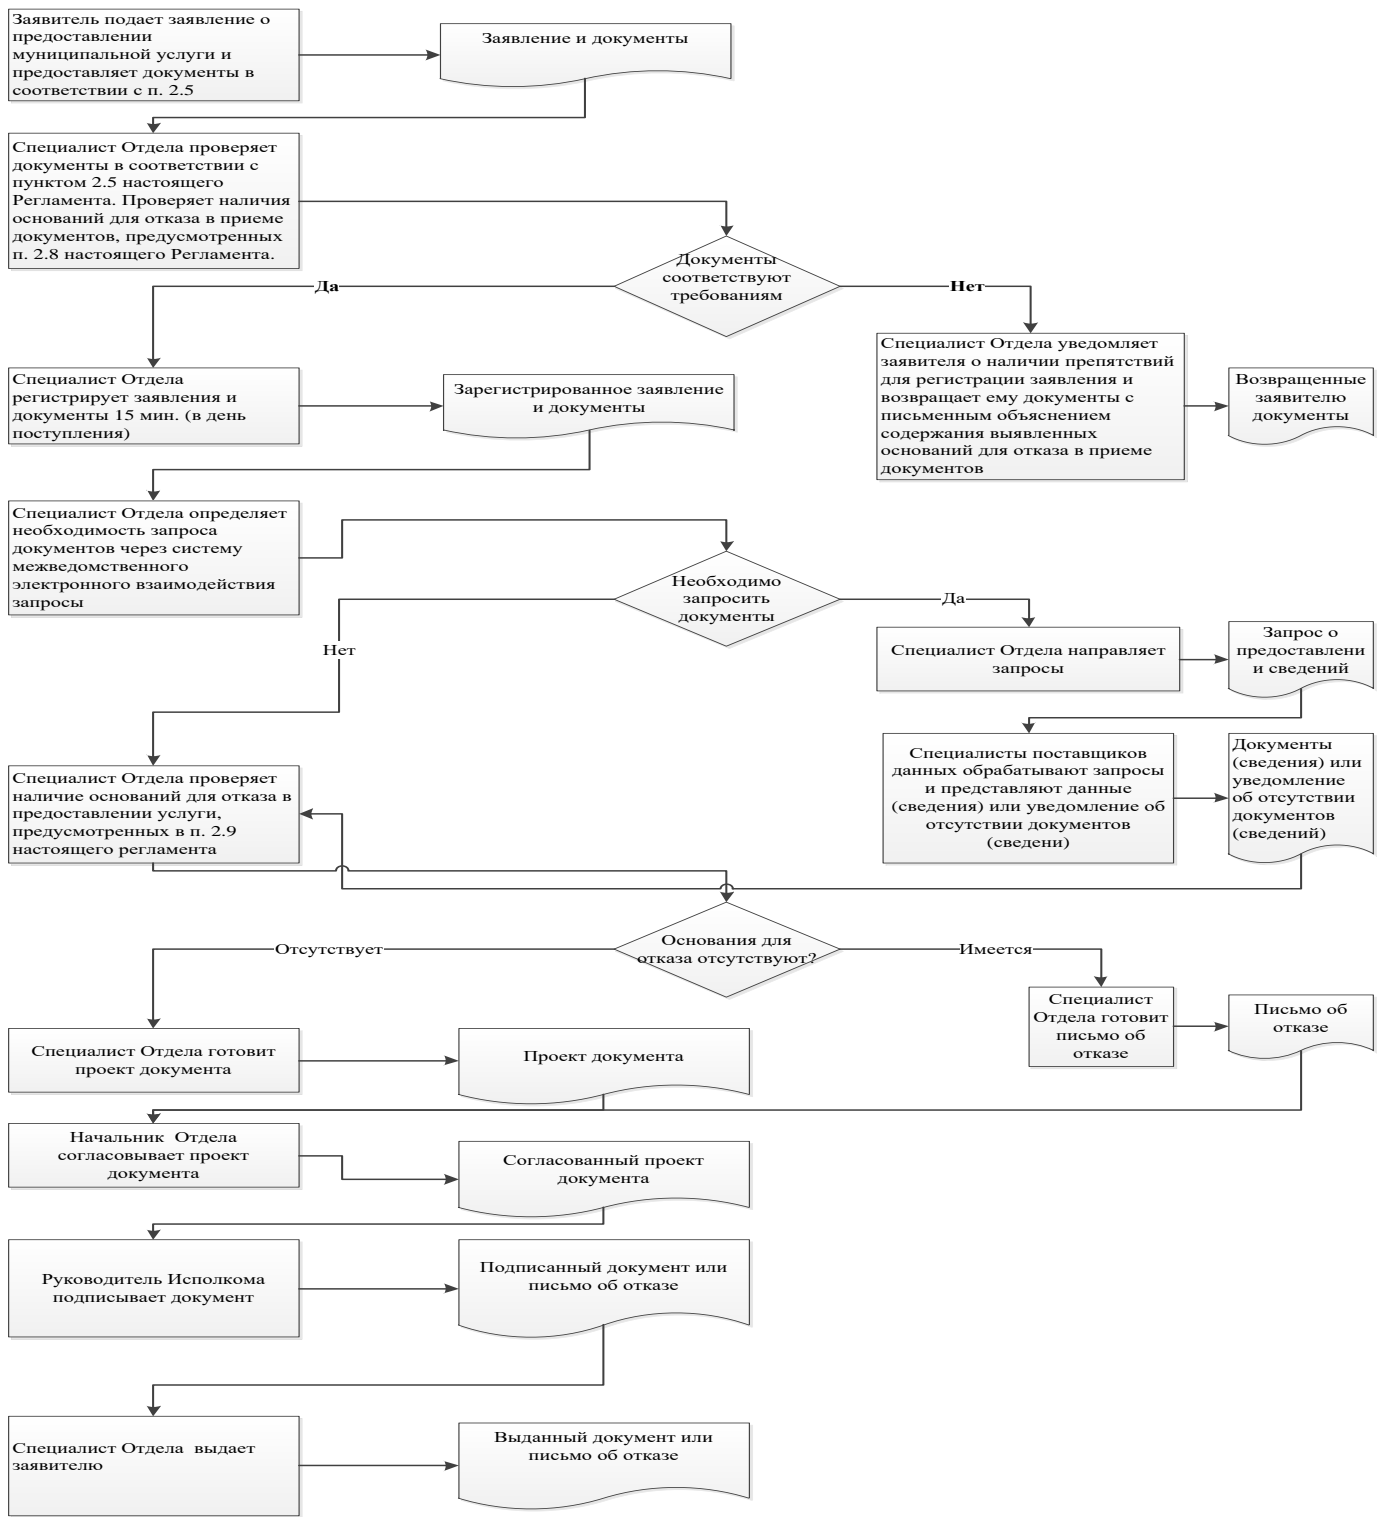 Заявитель подает заявление о
предоставлении
муниципальной услуги и
предоставляет документы в
соответствии с п. 2.5
Заявление и документы
Специалист Отдела проверяет
документы в соответствии с
пунктом 2.5 настоящего
Регламента. Проверяет наличия
оснований для отказа в приеме
документов, предусмотренных
п. 2.8 настоящего Регламента.
Документы
соответствуют
требованиям
Да
Нет
Специалист Отдела
регистрирует заявления и
документы 15 мин. (в день
поступления)
Зарегистрированное заявление
и документы
Специалист Отдела уведомляет
заявителя о наличии препятствий
для регистрации заявления и
возвращает ему документы с
письменным объяснением
содержания выявленных
оснований для отказа в приеме
документов
Возвращенные
заявителю
документы
Специалист Отдела определяет
необходимость запроса
документов через систему
межведомственного
электронного взаимодействия
запросы
Необходимо
запросить
документы
Да
Нет
Специалист Отдела направляет
запросы
Запрос о
предоставлени
и сведений
Специалисты поставщиков
данных обрабатывают запросы
и представляют данные
(сведения) или уведомление об
отсутствии документов
(сведени)
Документы
(сведения) или
уведомление
об отсутствии
документов
(сведений)
Специалист Отдела проверяет
наличие оснований для отказа в
предоставлении услуги,
предусмотренных в п. 2.9
настоящего регламента
Основания для
отказа отсутствуют?
Отсутствует
Имеется
Специалист
Отдела готовит
письмо об
отказе
Письмо об
отказе
Специалист Отдела готовит
проект документа
Проект документа
Начальник  Отдела
согласовывает проект
документа
Согласованный проект
документа
Руководитель Исполкома
подписывает документ
Подписанный документ или
письмо об отказе
Специалист Отдела  выдает
заявителю
Выданный документ или
письмо об отказе